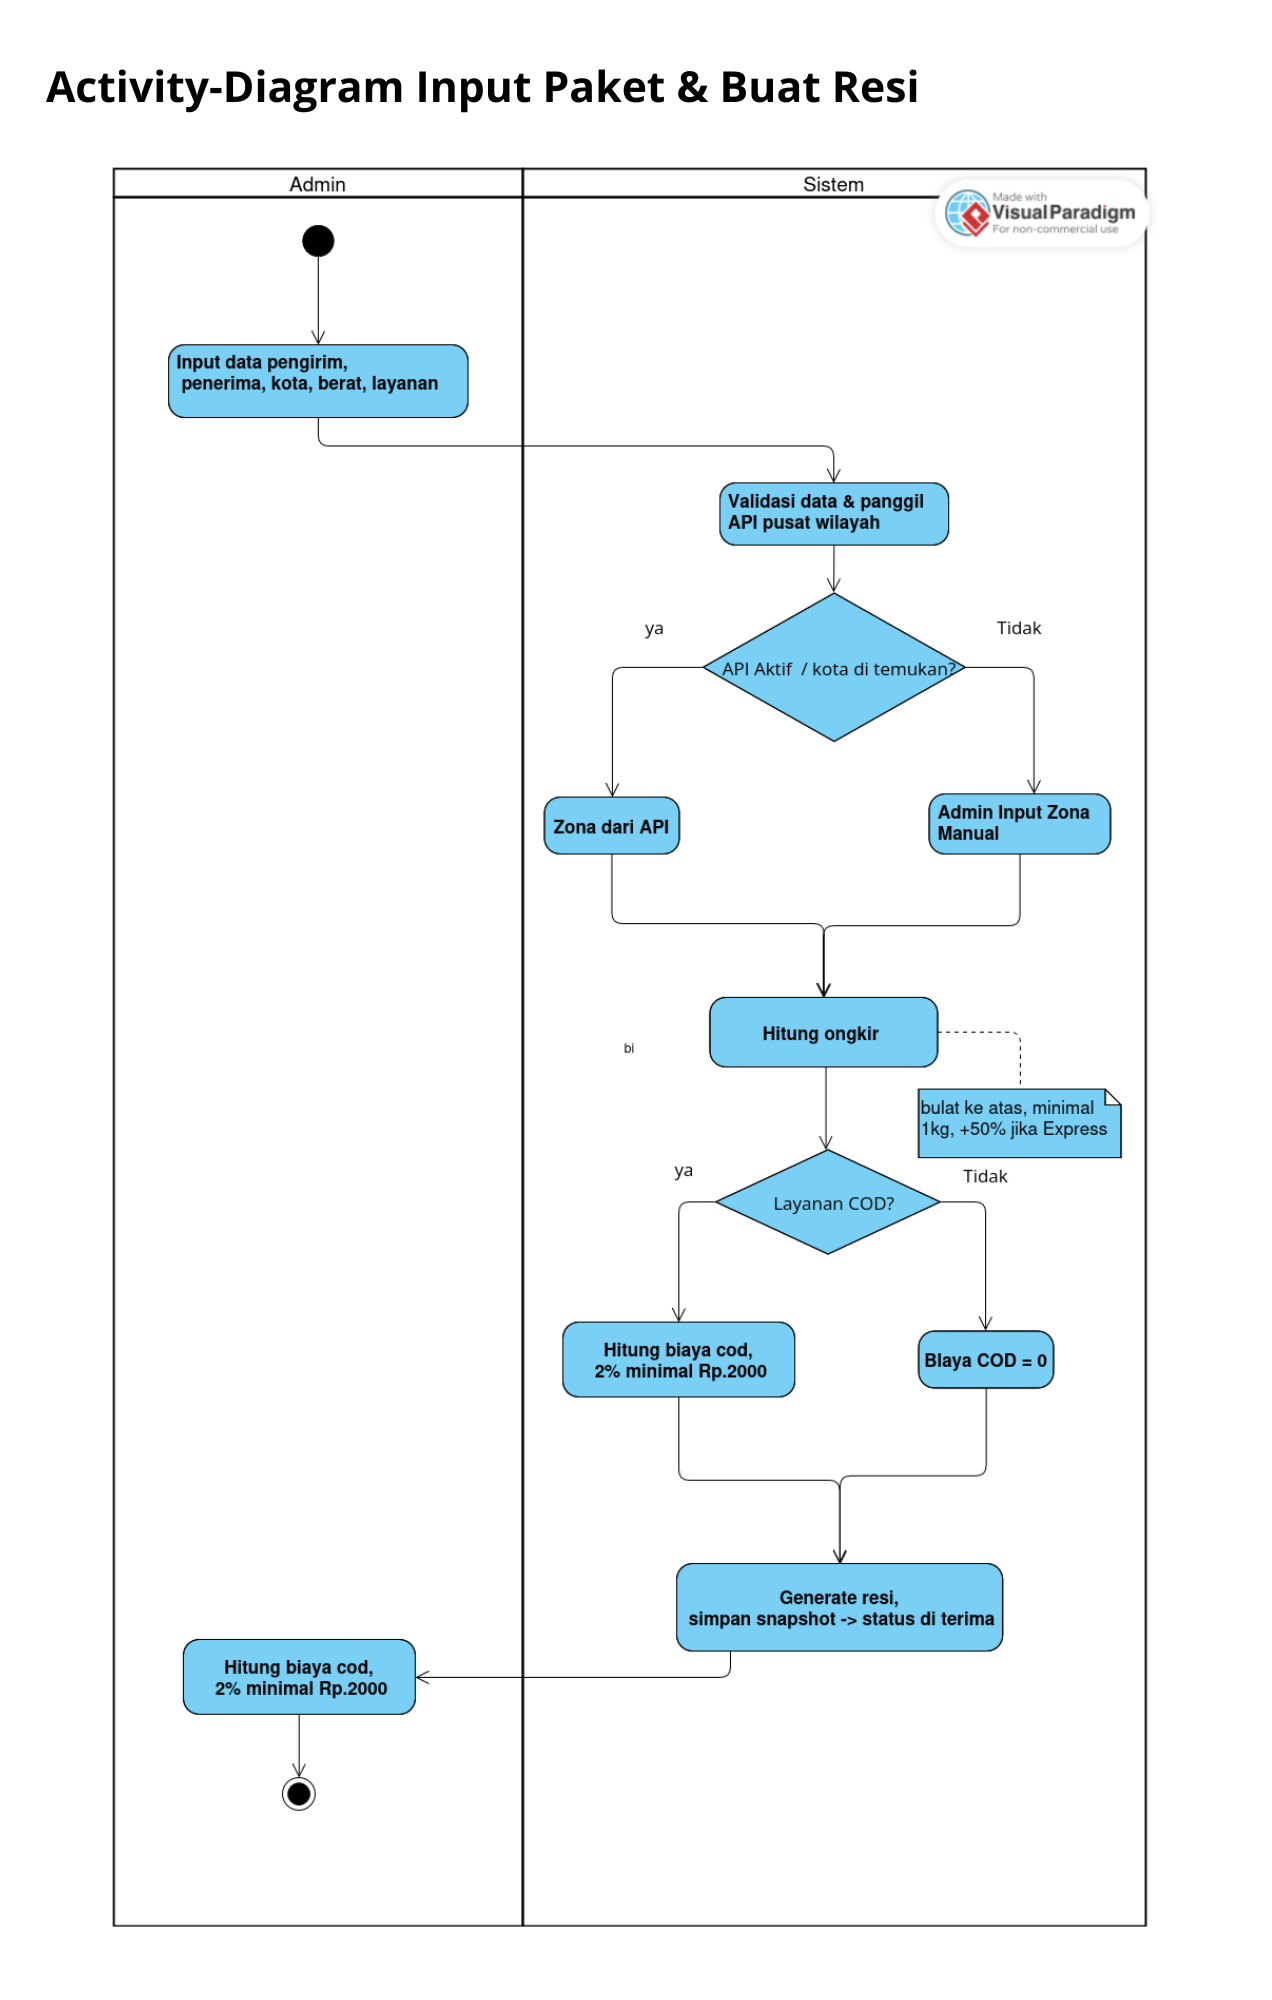 Activity-Diagram Input Paket & Buat Resi
Admin
Sistem
Made with
Visual Paradigm
For non-commercial use
Input data pengirim,
penerima, kota, berat, layanan
Validasi data & panggil
API pusat wilayah
ya
Tidak
API Aktif / kota di temukan?
Zona dari API
Admin Input Zona
Manual
Hitung ongkir
bi
bulat ke atas, minimal
1kg, +50% jika Express
ya
Tidak
Layanan COD?
Hitung biaya cod,
2% minimal Rp.2000
BIaya COD = 0
Generate resi,
simpan snapshot -> status di terima
Hitung biaya cod,
2% minimal Rp.2000